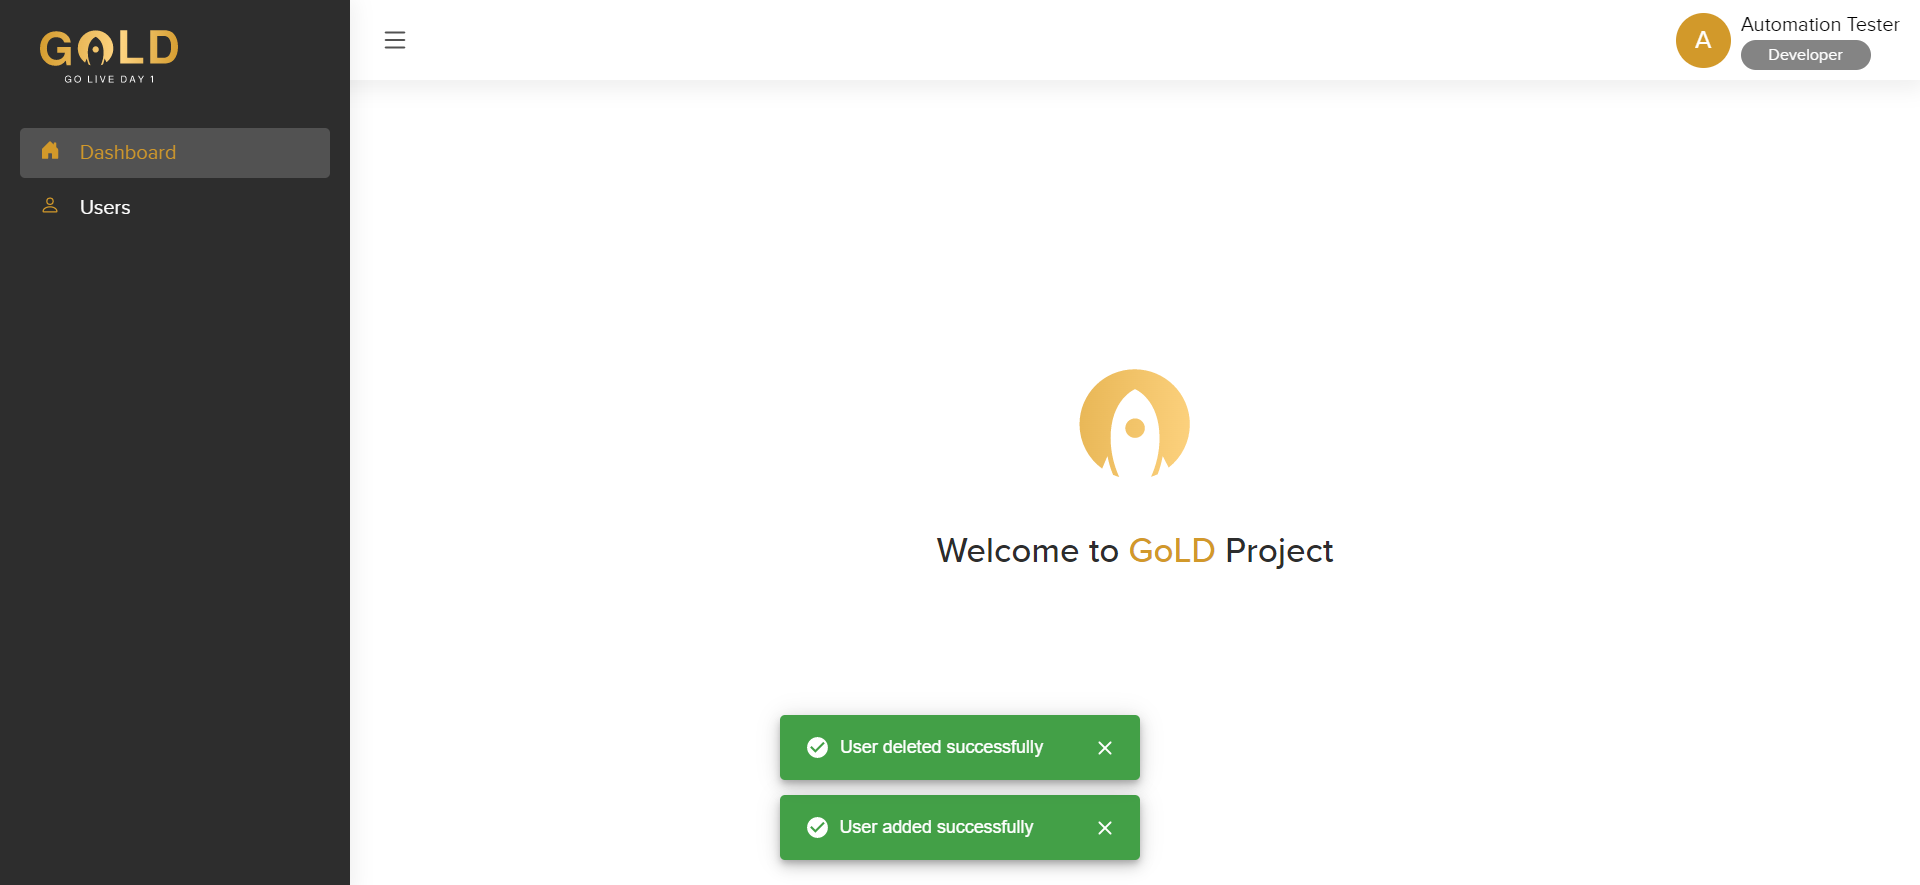 GOLD
GO LIVE DAY 1
Dashboard
Users
A
Automation Tester
Developer
Welcome to GoLD Project
User deleted successfully
User added successfully